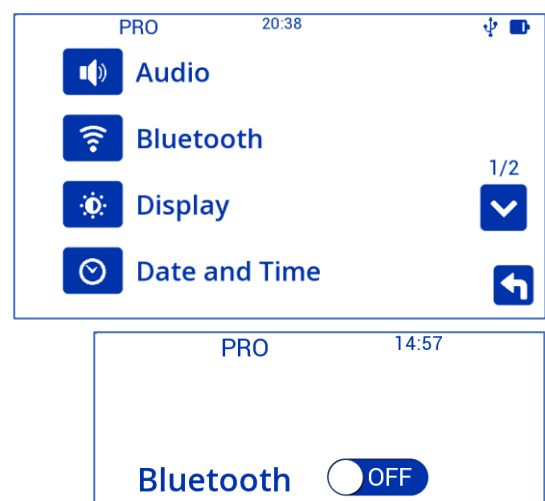 PRO 20:38
Audio
Bluetooth
1/2
Display
Date and Time
PRO 14:57
Bluetooth OFF